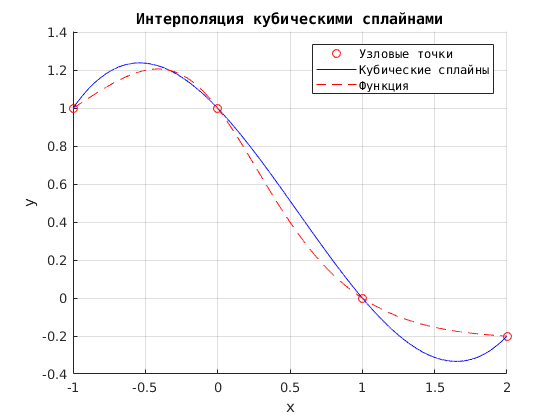 Интерполяция кубическими сплайнами
Узловые точки
Кубические сплайны
Функция
1.4
1.2
1
0.8
0.6
0.4
0.2
0
-0.2
-0.4
y
-1
-0.5
0
0.5
1
1.5
2
x